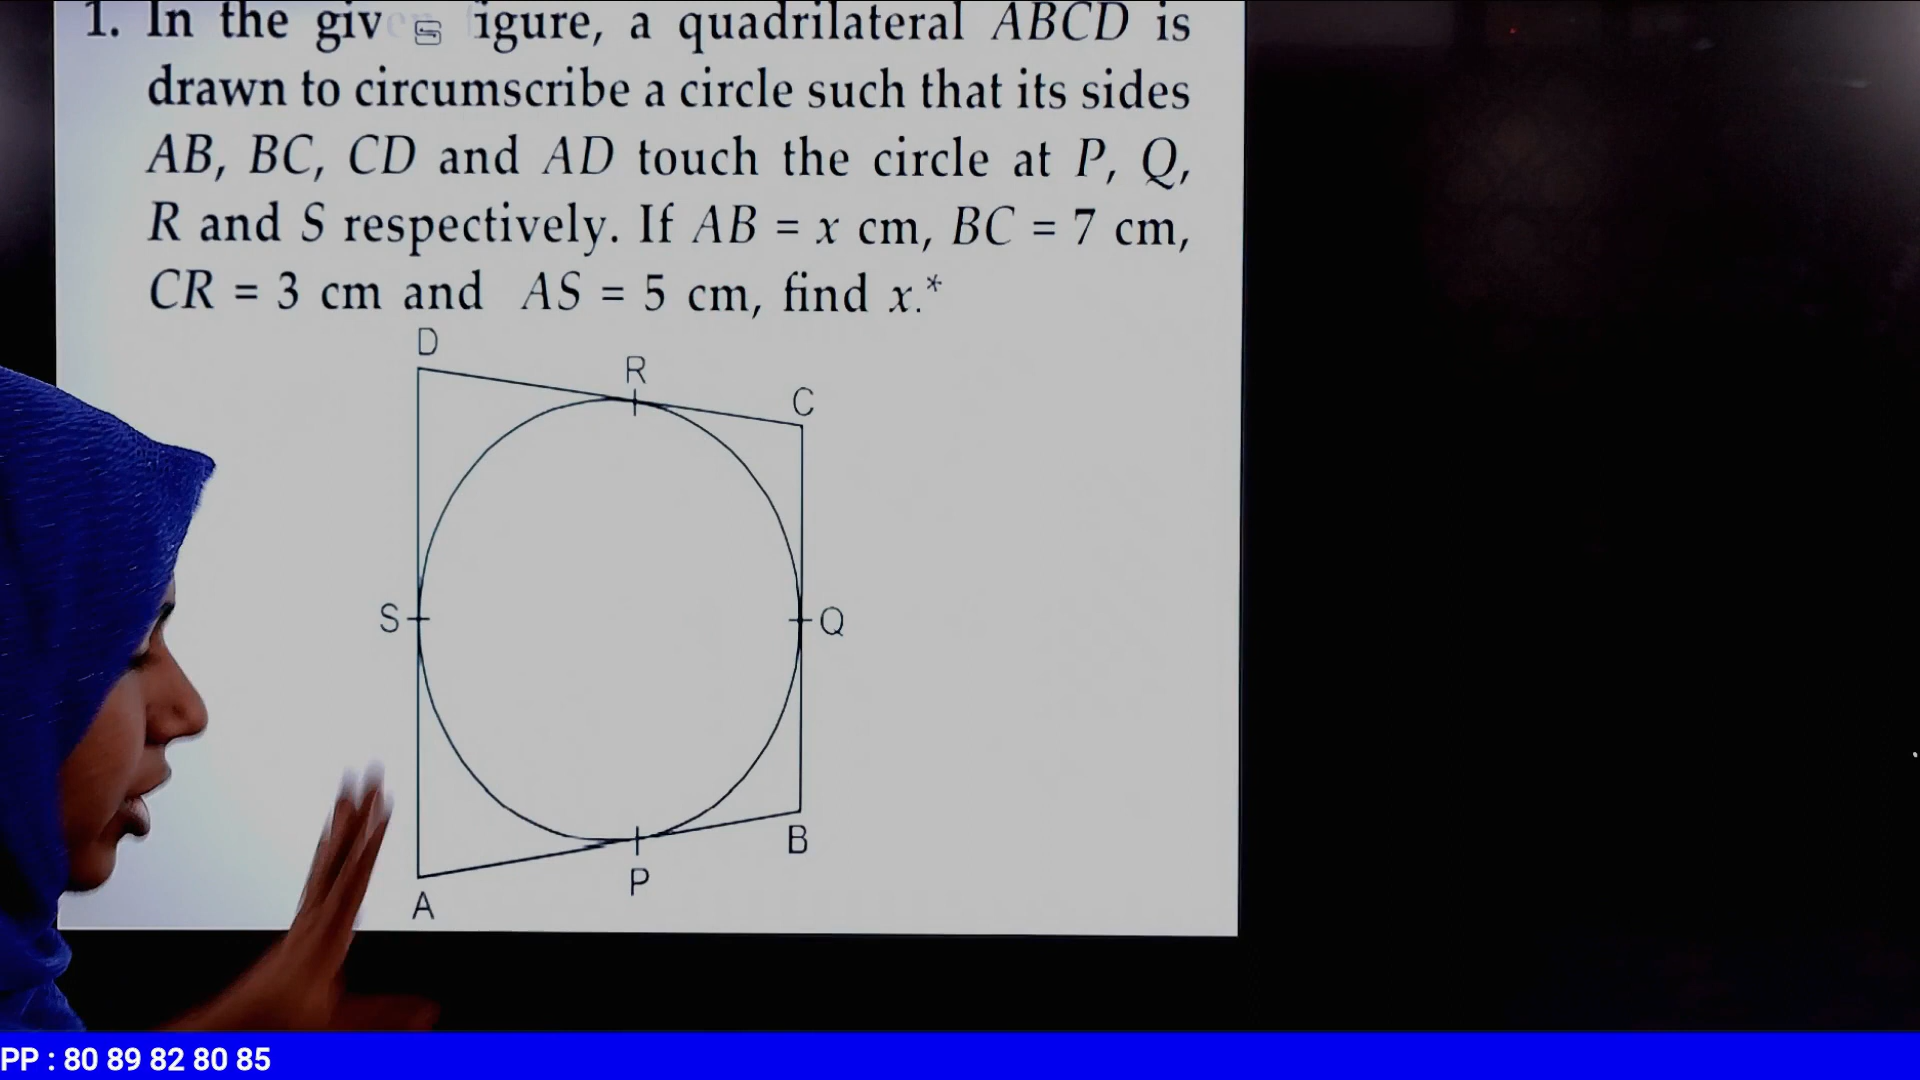 1. In the giv igure, a quadrilateral ABCD is
drawn to circumscribe a circle such that its sides
AB, BC, CD and AD touch the circle at P, Q,
R and S respectively. If AB = x cm, BC = 7 cm,
CR = 3 cm and AS = 5 cm, find x.*
D
R
C
S
Q
B
P
A
PP : 80 89 82 80 85